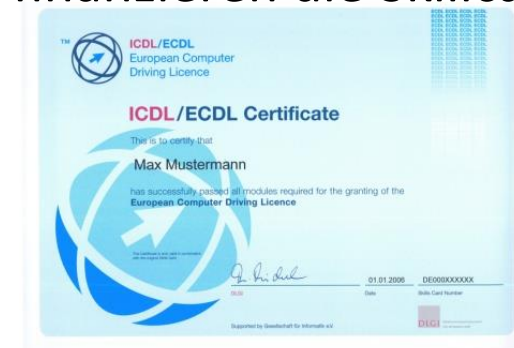 ICDL/ECDL
European Computer
Driving Licence
ICDL/ECDL Certificate
This is to certify that
Max Mustermann
has successfully passed all modules required for the granting of the
European Computer Driving Licence
01.01.2006 DE000XXXXXX
DLGI Date Skills Card Number
Supported by Gesellschaft für Informatik e.V.
DLGI